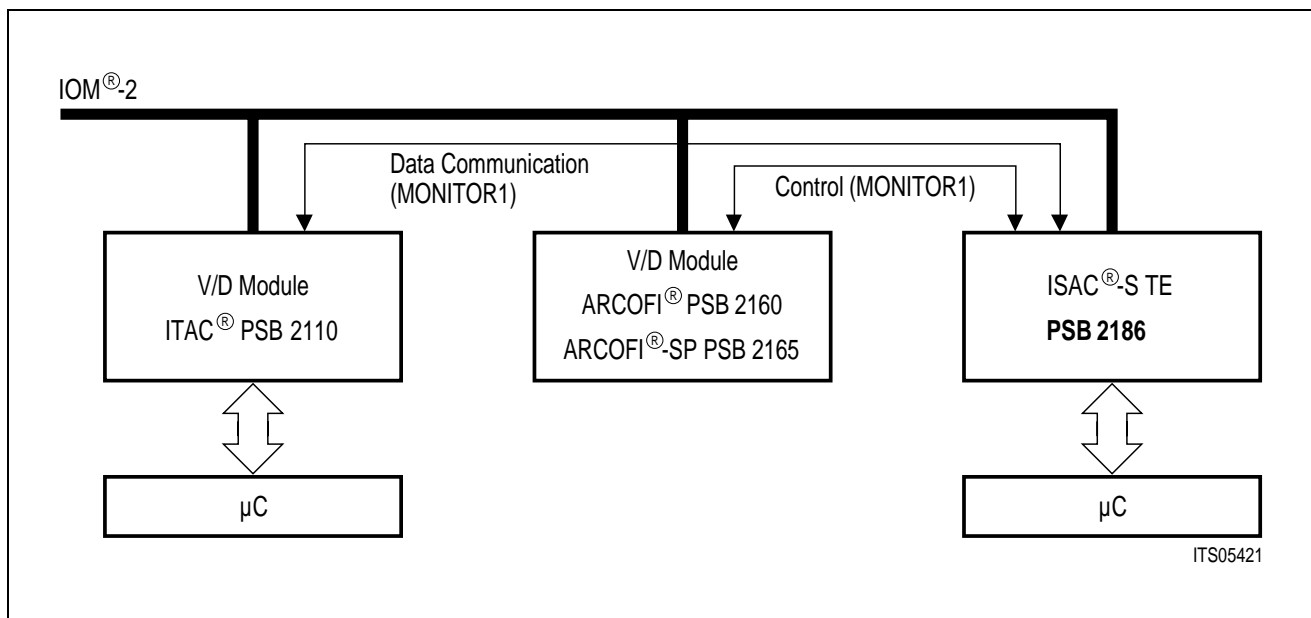 IOM®-2
Data Communication
(MONITOR1)
Control (MONITOR1)
V/D Module
ITAC® PSB 2110
V/D Module
ARCOFI® PSB 2160
ARCOFI®-SP PSB 2165
ISAC®-S TE
PSB 2186
µC
µC
ITS05421